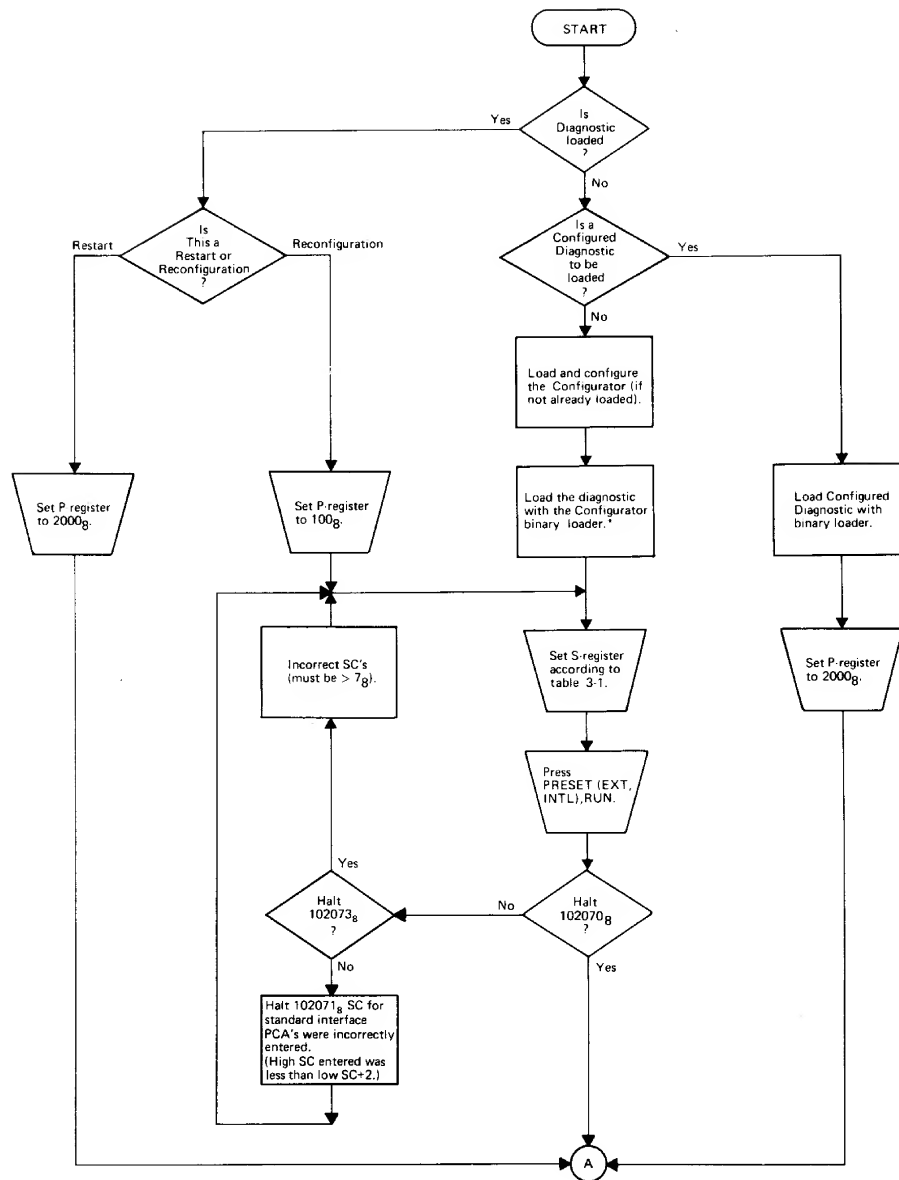 START
Is
Diagnostic
loaded
?
Yes
No
Is
This a
Restart or
Reconfiguration
?
Restart
Reconfiguration
Is a
Configured
Diagnostic
to be
loaded
?
Yes
No
Load and configure
the Configurator (if
not already loaded).
Set P register
to 2000₈.
Set P-register
to 100₈.
Load the diagnostic
with the Configurator
binary loader.*
Load Configured
Diagnostic with
binary loader.
Incorrect SC's
(must be > 7₈).
Set S-register
according to
table 3-1.
Set P-register
to 2000₈.
Press
PRESET (EXT,
INTL),RUN.
Yes
Halt
102073₈
?
No
Halt
102070₈
?
No
Yes
Halt 102071₈ SC for
standard interface
PCA's were incorrectly
entered.
(High SC entered was
less than low SC+2.)
A